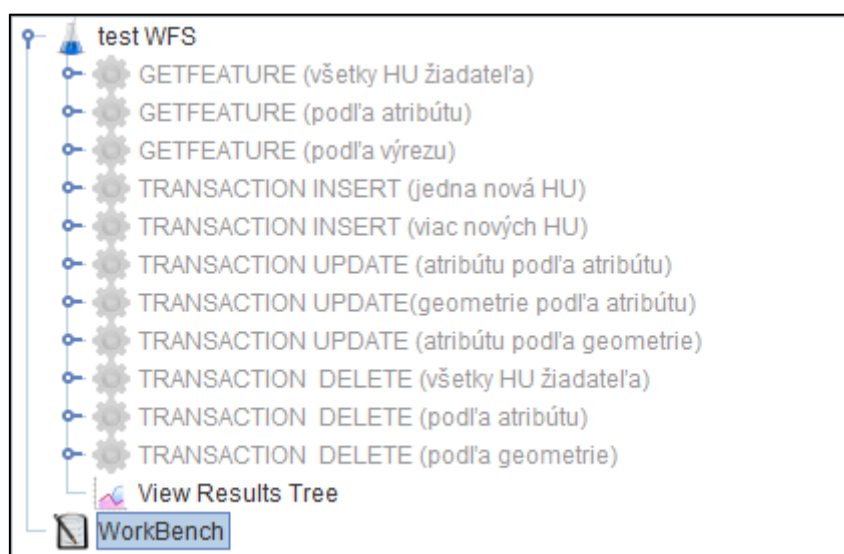 test WFS
GETFEATURE (všetky HU žiadateľa)
GETFEATURE (podľa atribútu)
GETFEATURE (podľa výrezu)
TRANSACTION INSERT (jedna nová HU)
TRANSACTION INSERT (viac nových HU)
TRANSACTION UPDATE (atribútu podľa atribútu)
TRANSACTION UPDATE(geometrie podľa atribútu)
TRANSACTION UPDATE (atribútu podľa geometrie)
TRANSACTION  DELETE (všetky HU žiadateľa)
TRANSACTION  DELETE (podľa atribútu)
TRANSACTION  DELETE (podľa geometrie)
View Results Tree
WorkBench